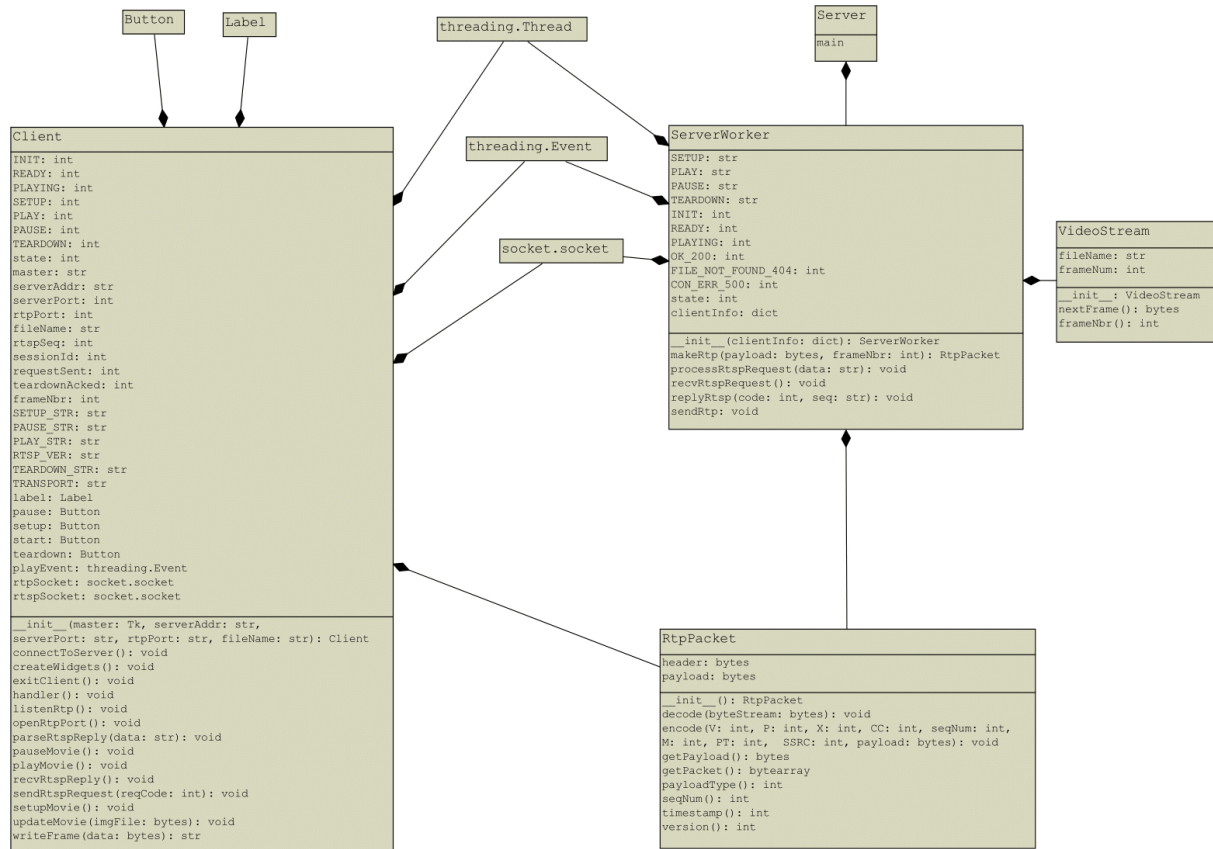 Button
Label
threading.Thread
Server
main
Client
INIT: int
READY: int
PLAYING: int
SETUP: int
PLAY: int
PAUSE: int
TEARDOWN: int
state: int
master: str
serverAddr: str
serverPort: int
rtpPort: int
fileName: str
rtspSeq: int
sessionId: int
requestSent: int
teardownAcked: int
frameNbr: int
SETUP_STR: str
PAUSE_STR: str
PLAY_STR: str
RTSP_VER: str
TEARDOWN_STR: str
TRANSPORT: str
label: Label
pause: Button
setup: Button
start: Button
teardown: Button
playEvent: threading.Event
rtpSocket: socket.socket
rtspSocket: socket.socket
__init__(master: Tk, serverAddr: str,
serverPort: str, rtpPort: str, fileName: str): Client
connectToServer(): void
createWidgets(): void
exitClient(): void
handler(): void
listenRtp(): void
openRtpPort(): void
parseRtspReply(data: str): void
pauseMovie(): void
playMovie(): void
recvRtspReply(): void
sendRtspRequest(reqCode: int): void
setupMovie(): void
updateMovie(imgFile: bytes): void
writeFrame(data: bytes): str
threading.Event
socket.socket
ServerWorker
SETUP: str
PLAY: str
PAUSE: str
TEARDOWN: str
INIT: int
READY: int
PLAYING: int
OK_200: int
FILE_NOT_FOUND_404: int
CON_ERR_500: int
state: int
clientInfo: dict
__init__(clientInfo: dict): ServerWorker
makeRtp(payload: bytes, frameNbr: int): RtpPacket
processRtspRequest(data: str): void
recvRtspRequest(): void
replyRtsp(code: int, seq: str): void
sendRtp: void
VideoStream
fileName: str
frameNum: int
__init__: VideoStream
nextFrame(): bytes
frameNbr(): int
RtpPacket
header: bytes
payload: bytes
__init__(): RtpPacket
decode(byteStream: bytes): void
encode(V: int, P: int, X: int, CC: int, seqNum: int,
M: int, PT: int, SSRC: int, payload: bytes): void
getPayload(): bytes
getPacket(): bytearray
payloadType(): int
seqNum(): int
timestamp(): int
version(): int